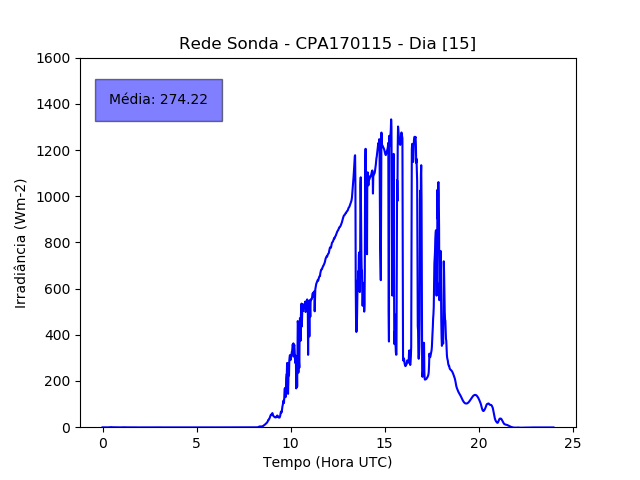 Rede Sonda - CPA170115 - Dia [15]
1600
1400
1200
1000
800
600
400
200
0
Média: 274.22
Irradiância (Wm-2)
0 5 10 15 20 25
Tempo (Hora UTC)